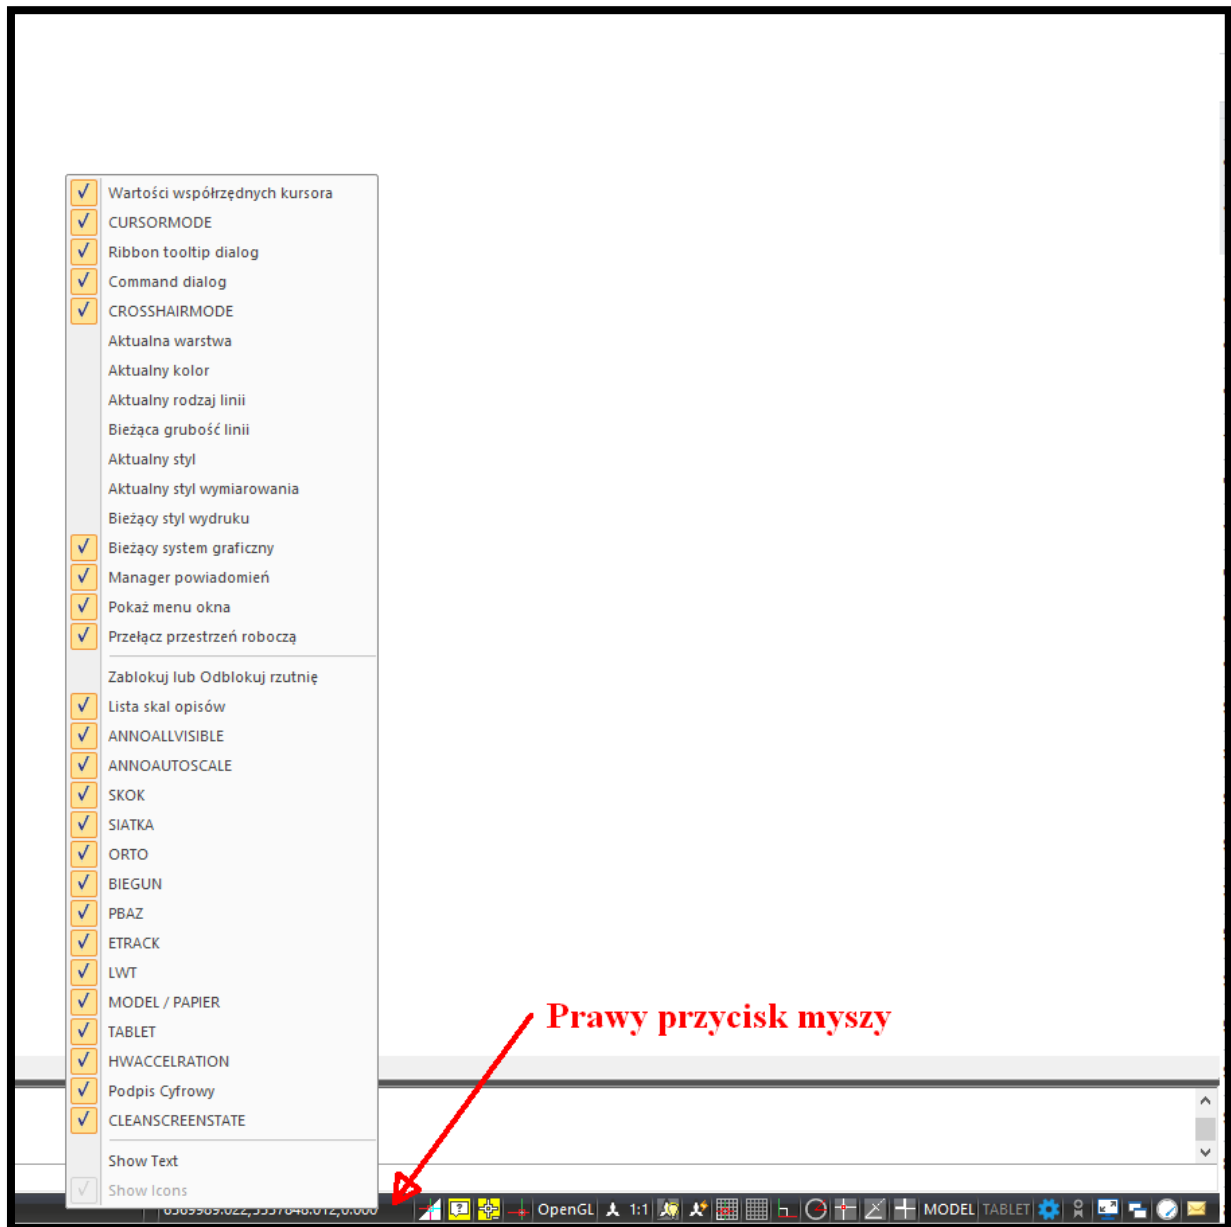 Wartości współrzędnych kursora
CURSORMODE
Ribbon tooltip dialog
Command dialog
CROSSHAIRMODE
Aktualna warstwa
Aktualny kolor
Aktualny rodzaj linii
Bieżąca grubość linii
Aktualny styl
Aktualny styl wymiarowania
Bieżący styl wydruku
Bieżący system graficzny
Manager powiadomień
Pokaż menu okna
Przełącz przestrzeń roboczą
Zablokuj lub Odblokuj rzutnię
Lista skal opisów
ANNOALLVISIBLE
ANNOAUTOSCALE
SKOK
SIATKA
ORTO
BIEGUN
PBAZ
ETRACK
LWT
MODEL / PAPIER
TABLET
HWACCELRATION
Podpis Cyfrowy
CLEANSCREENSTATE
Show Text
Show Icons
Prawy przycisk myszy
OpenGL 1:1 MODEL TABLET